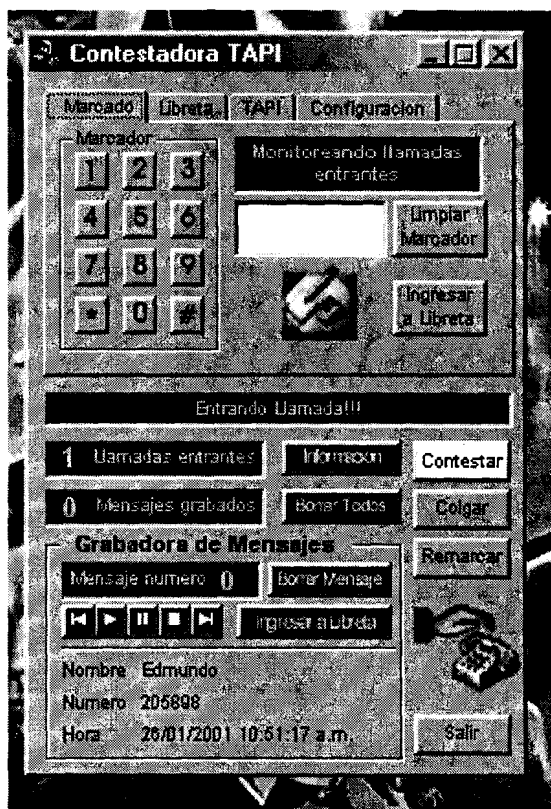 Contestadora TAPI
Marcado Libreta TAPI Configuracion
Marcador
1 2 3
4 5 6
7 8 9
* 0 #
Monitoreando llamadas
entrantes
Limpiar
Marcador
Ingresar
a Libreta
Entrando Llamada!!!
1 Llamadas entrantes
Informacion
Contestar
0 Mensajes grabados
Borrar Todos
Colgar
Grabadora de Mensajes
Remarcar
Mensaje numero 0
Borrar Mensaje
Ingresar a Libreta
Nombre Edmundo
Numero 205898
Hora 26/01/2001 10:51:17 a.m.
Salir